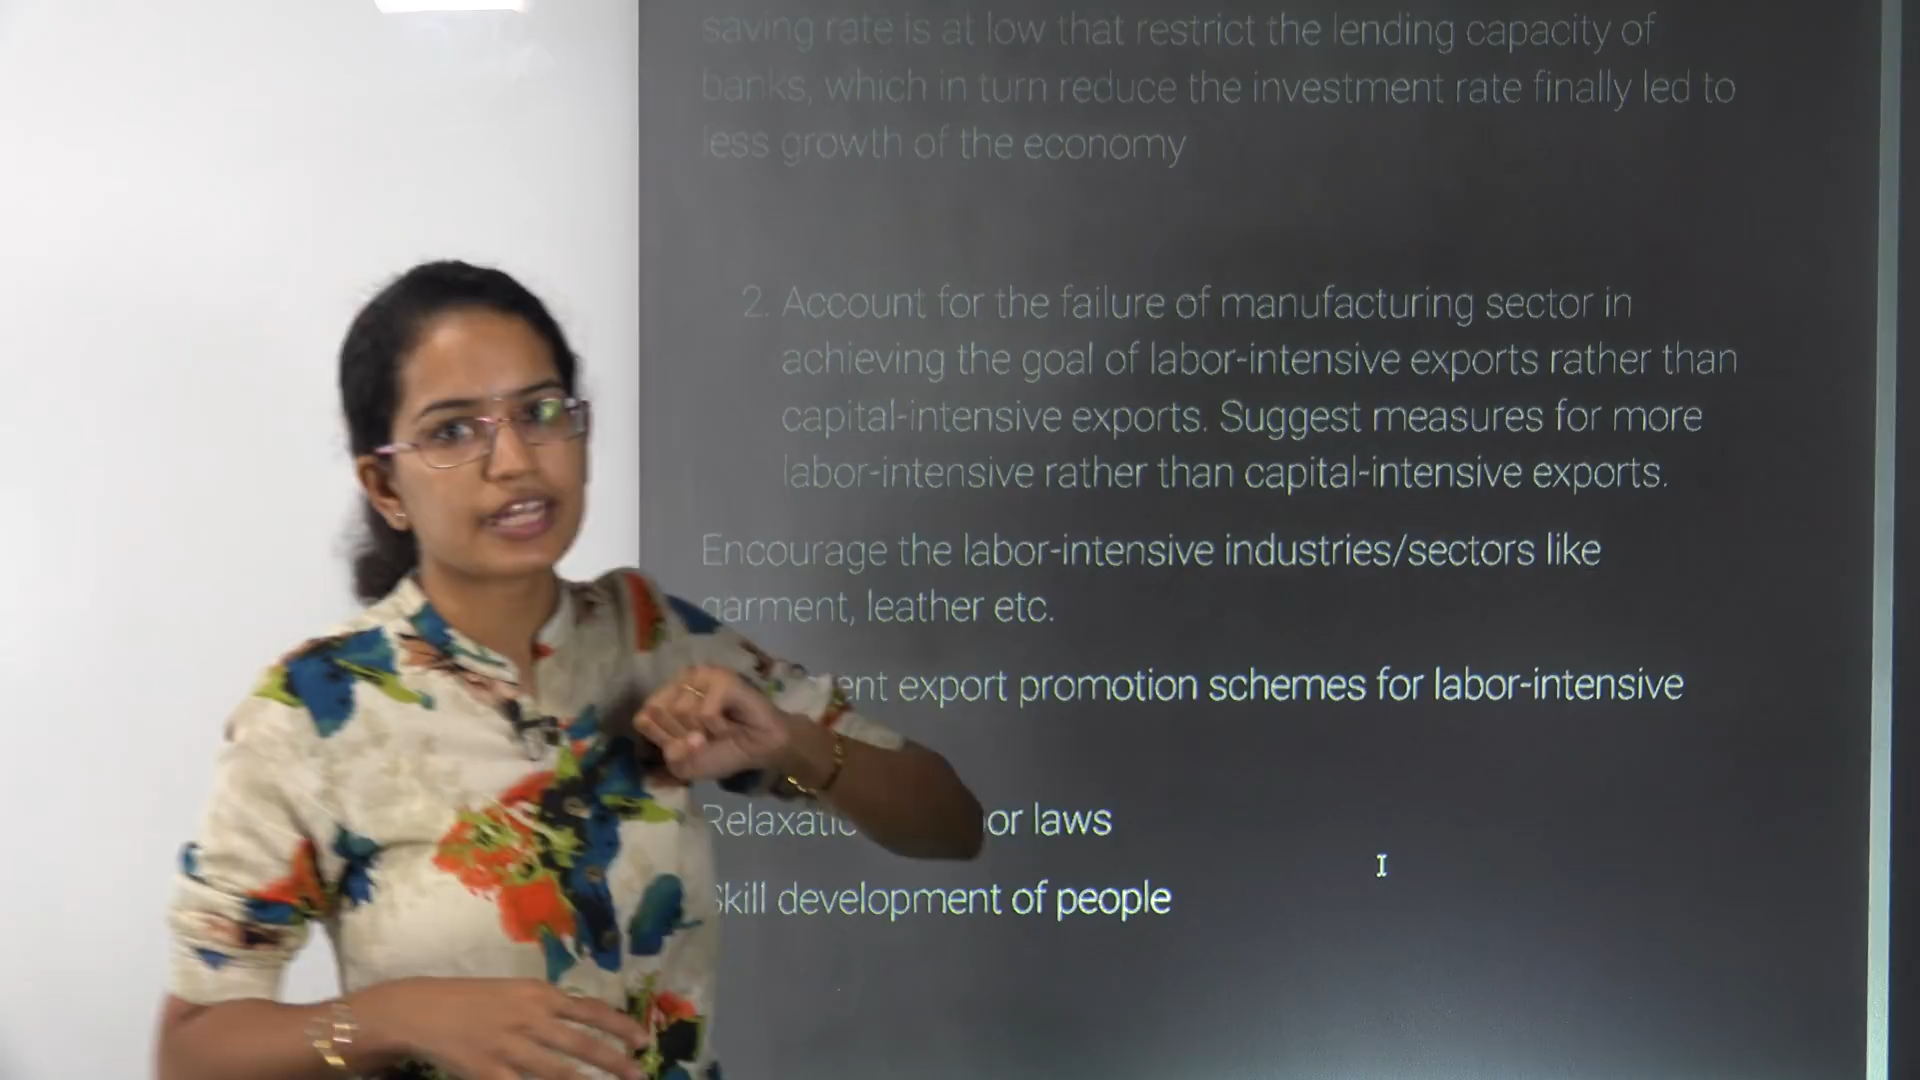 saving rate is at low that restrict the lending capacity of
banks, which in turn reduce the investment rate finally led to
less growth of the economy
2. Account for the failure of manufacturing sector in
achieving the goal of labor-intensive exports rather than
capital-intensive exports. Suggest measures for more
labor-intensive rather than capital-intensive exports.
Encourage the labor-intensive industries/sectors like
garment, leather etc.
export promotion schemes for labor-intensive
laws
Skill development of people